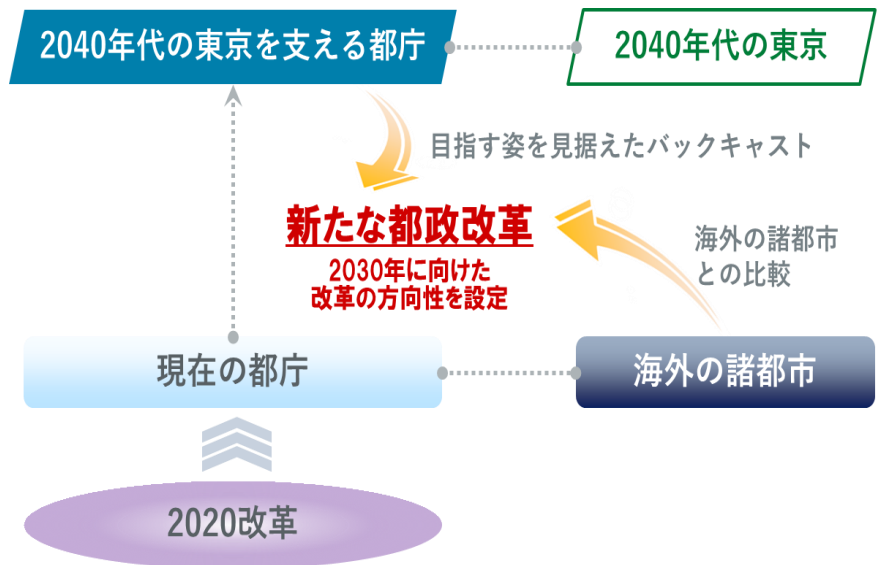 2040年代の東京を支える都庁
2040年代の東京
目指す姿を見据えたバックキャスト
新たな都政改革
2030年に向けた
改革の方向性を設定
海外の諸都市
との比較
現在の都庁
海外の諸都市
2020改革